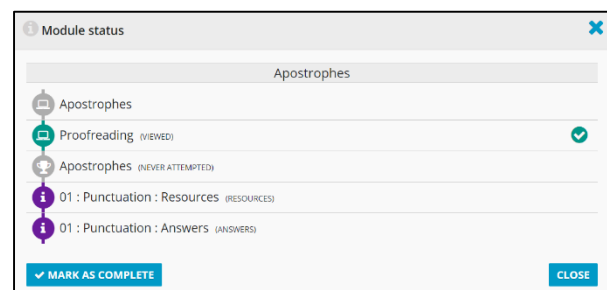 Module status
Apostrophes
Apostrophes
Proofreading (VIEWED)
Apostrophes (NEVER ATTEMPTED)
01 : Punctuation : Resources (RESOURCES)
01 : Punctuation : Answers (ANSWERS)
MARK AS COMPLETE CLOSE